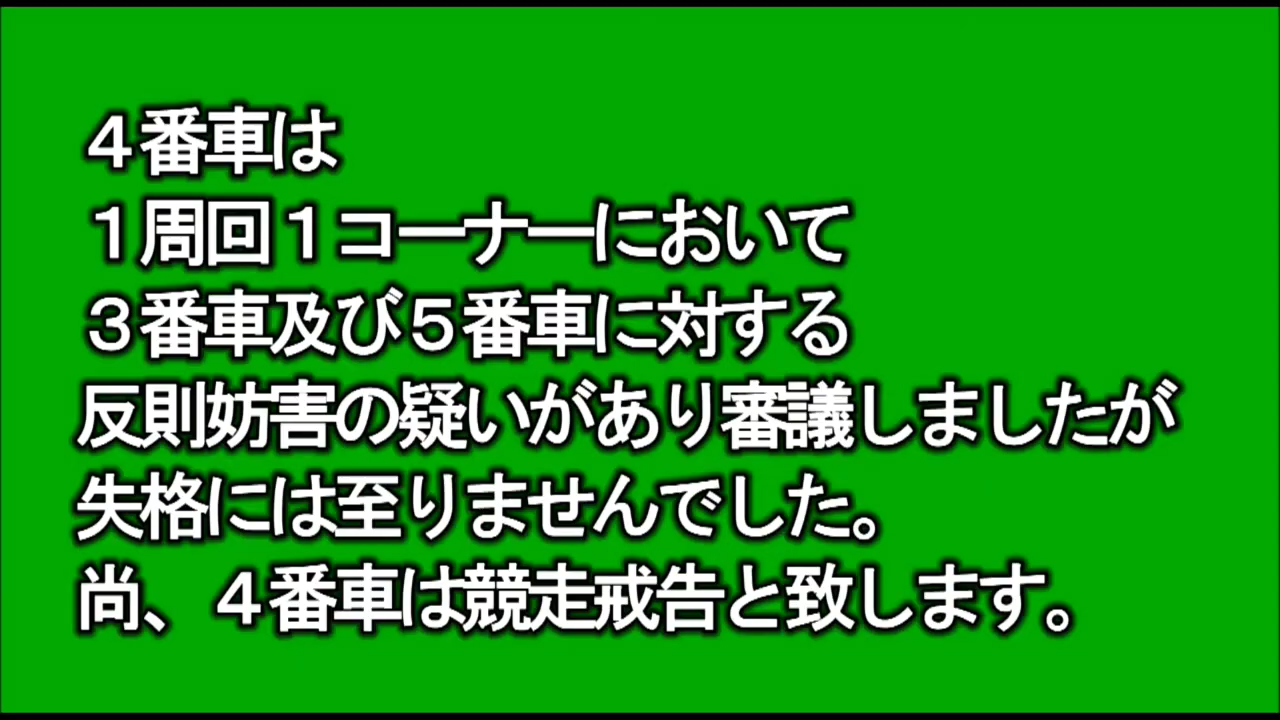 ４番車は
１周回１コーナーにおいて
３番車及び５番車に対する
反則妨害の疑いがあり審議しましたが
失格には至りませんでした。
尚、４番車は競走戒告と致します。